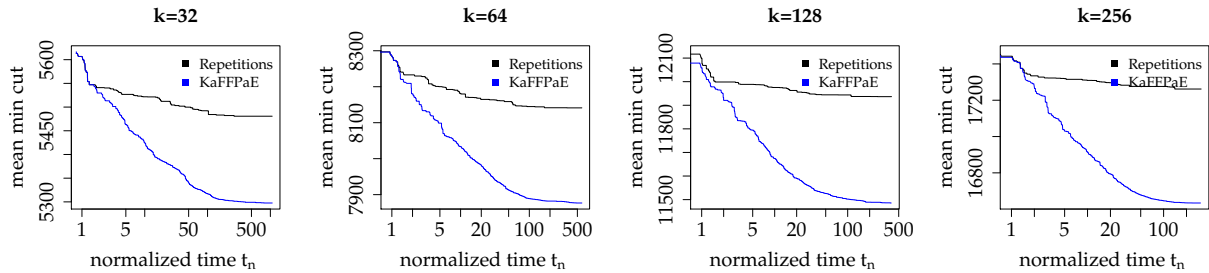 k=32
mean min cut
5600
5450
5300
Repetitions
KaFFPaE
1 5 50 500
normalized time tn
k=64
mean min cut
8300
8100
7900
Repetitions
KaFFPaE
1 5 20 100 500
normalized time tn
k=128
mean min cut
12100
11800
11500
Repetitions
KaFFPaE
1 5 20 100 500
normalized time tn
k=256
mean min cut
17200
16800
Repetitions
KaFFPaE
1 5 20 100
normalized time tn